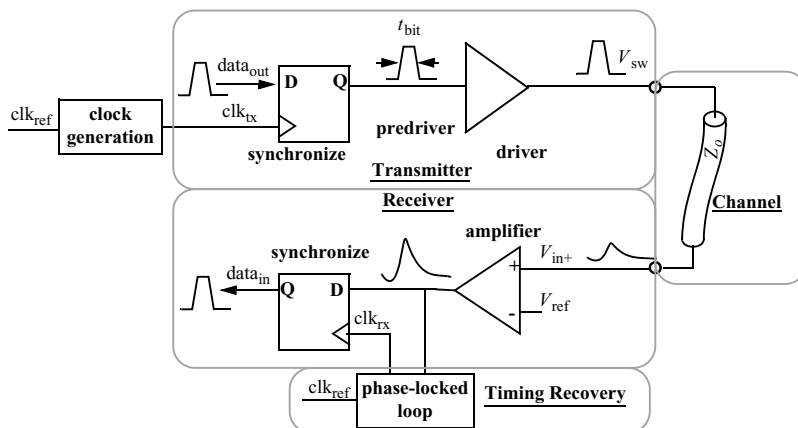 t_bit
data_out
D
Q
V_sw
clk_ref
clock
generation
clk_tx
predriver
synchronize
driver
Transmitter
Z_o
Receiver
Channel
amplifier
synchronize
V_in+
+
data_in
Q
D
V_ref
-
clk_rx
clk_ref
phase-locked
loop
Timing Recovery